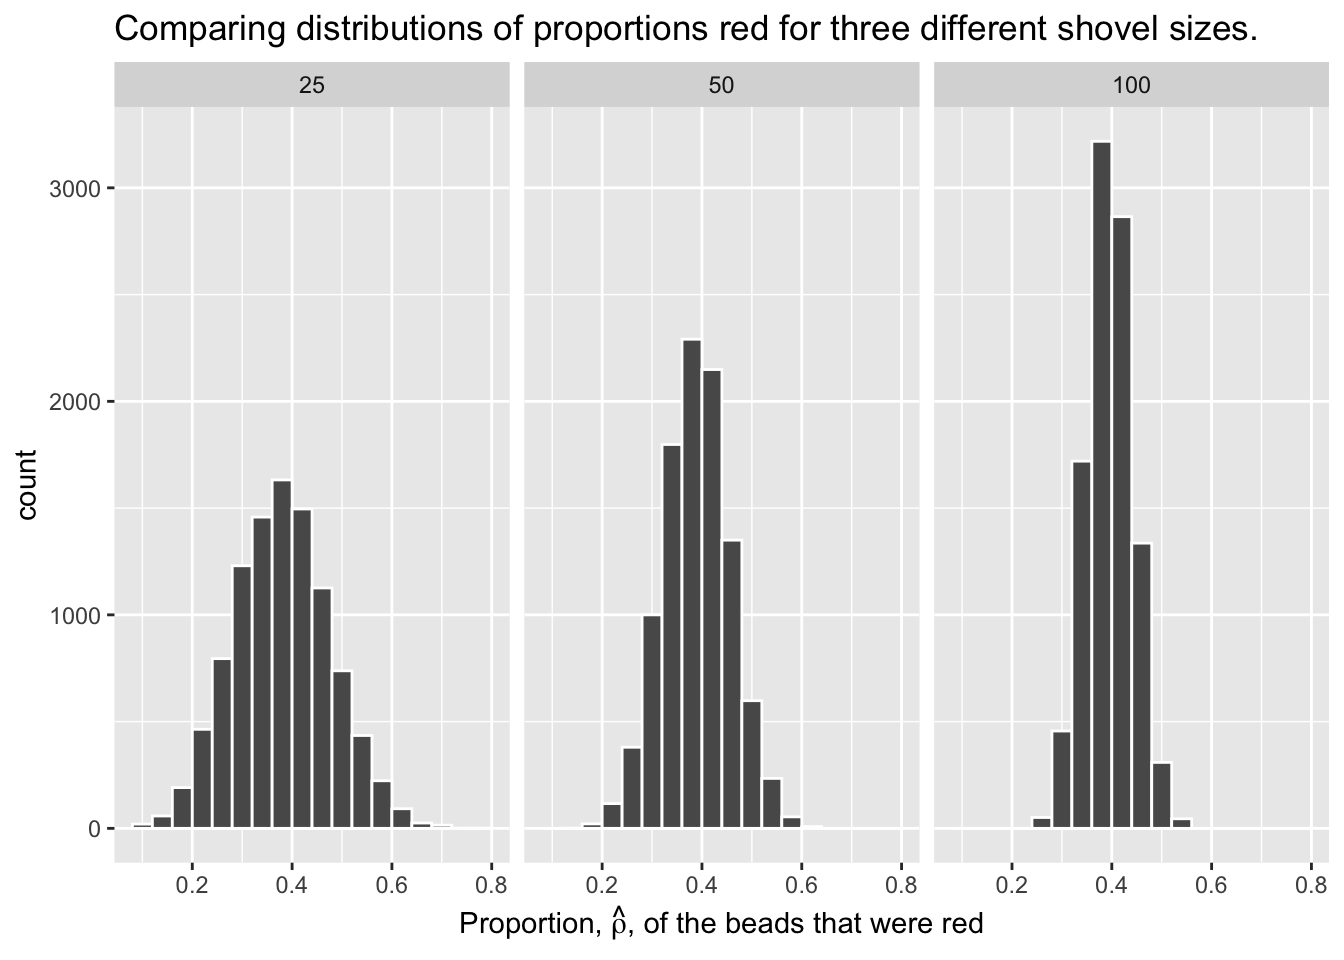 Comparing distributions of proportions red for three different shovel sizes.
25 50 100
3000
2000
1000
0
count
0.2 0.4 0.6 0.8 0.2 0.4 0.6 0.8 0.2 0.4 0.6 0.8
Proportion, ρ̂, of the beads that were red